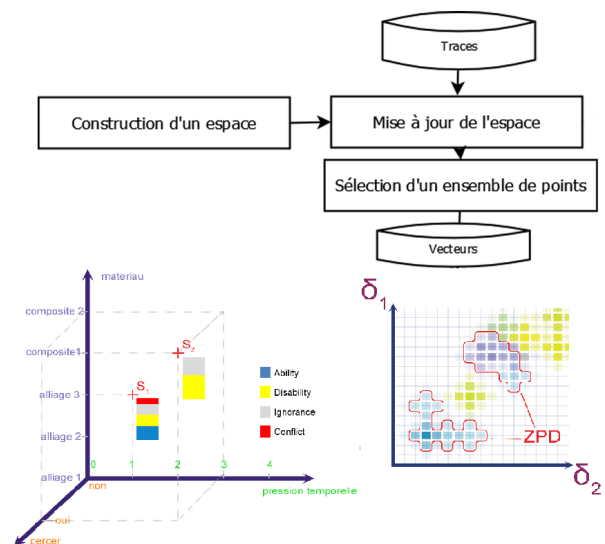 Traces
Construction d'un espace
Mise à jour de l'espace
Sélection d'un ensemble de points
Vecteurs
materiau
composite 2
composite1
alliage 3
alliage 2
alliage 1
S1
S2
Ability
Disability
Ignorance
Conflict
0 1 2 3 4
non
pression temporelle
oui
percer
δ1
ZPD
δ2